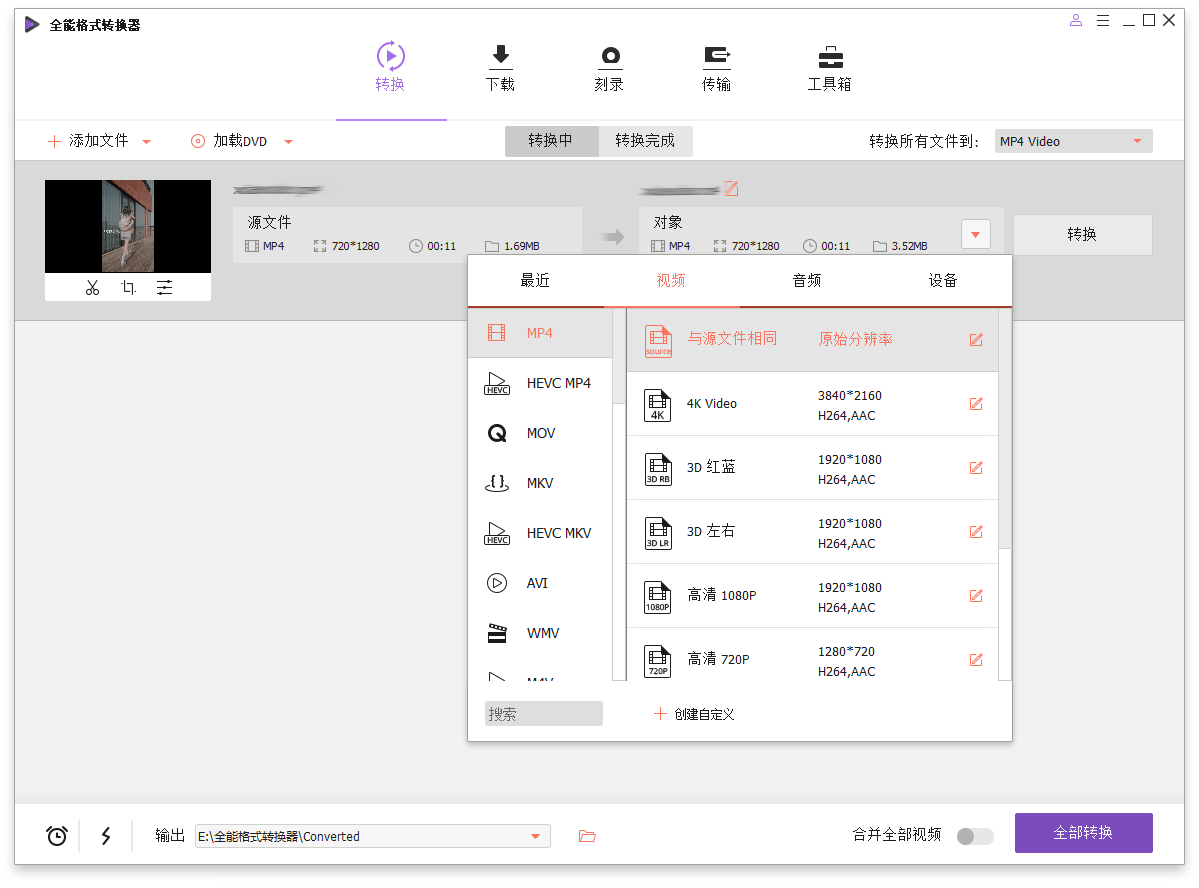 全能格式转换器
转换
下载
刻录
传输
工具箱
添加文件
加载DVD
转换中
转换完成
转换所有文件到:
MP4 Video
源文件
MP4
720*1280
00:11
1.69MB
对象
MP4
720*1280
00:11
3.52MB
转换
最近
视频
音频
设备
MP4
HEVC
HEVC MP4
MOV
MKV
HEVC
HEVC MKV
AVI
WMV
M4V
source
与源文件相同
原始分辨率
4K
4K Video
3840*2160
H264,AAC
3D RB
3D 红蓝
1920*1080
H264,AAC
3D LR
3D 左右
1920*1080
H264,AAC
1080P
高清 1080P
1920*1080
H264,AAC
720P
高清 720P
1280*720
H264,AAC
搜索
创建自定义
输出
E:\全能格式转换器\Converted
合并全部视频
全部转换